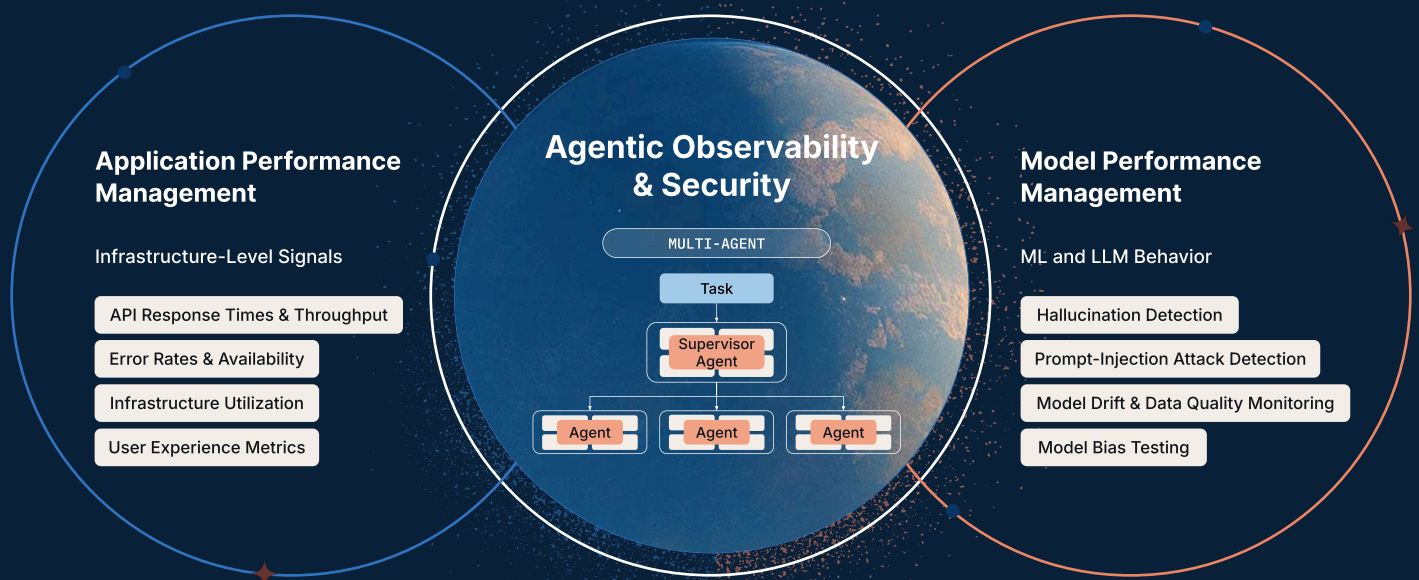 Application Performance
Management
Infrastructure-Level Signals
API Response Times & Throughput
Error Rates & Availability
Infrastructure Utilization
User Experience Metrics
Agentic Observability
& Security
MULTI-AGENT
Task
Supervisor
Agent
Agent
Agent
Agent
Model Performance
Management
ML and LLM Behavior
Hallucination Detection
Prompt-Injection Attack Detection
Model Drift & Data Quality Monitoring
Model Bias Testing